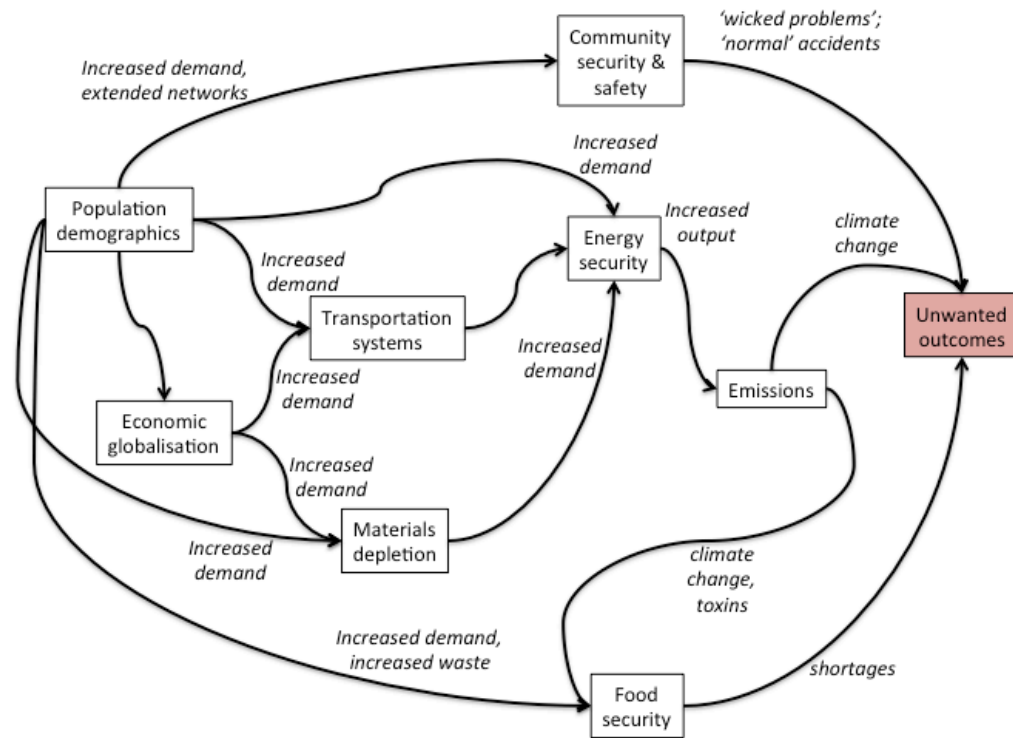 ‘wicked problems’;
‘normal’ accidents
Community
security &
safety
Increased demand,
extended networks
Increased
demand
Population
demographics
Increased
output
Energy
security
climate
change
Increased
demand
Unwanted
outcomes
Transportation
systems
Increased
demand
Increased
demand
Emissions
Economic
globalisation
Increased
demand
Materials
depletion
Increased
demand
climate
change,
toxins
Increased demand,
increased waste
shortages
Food
security